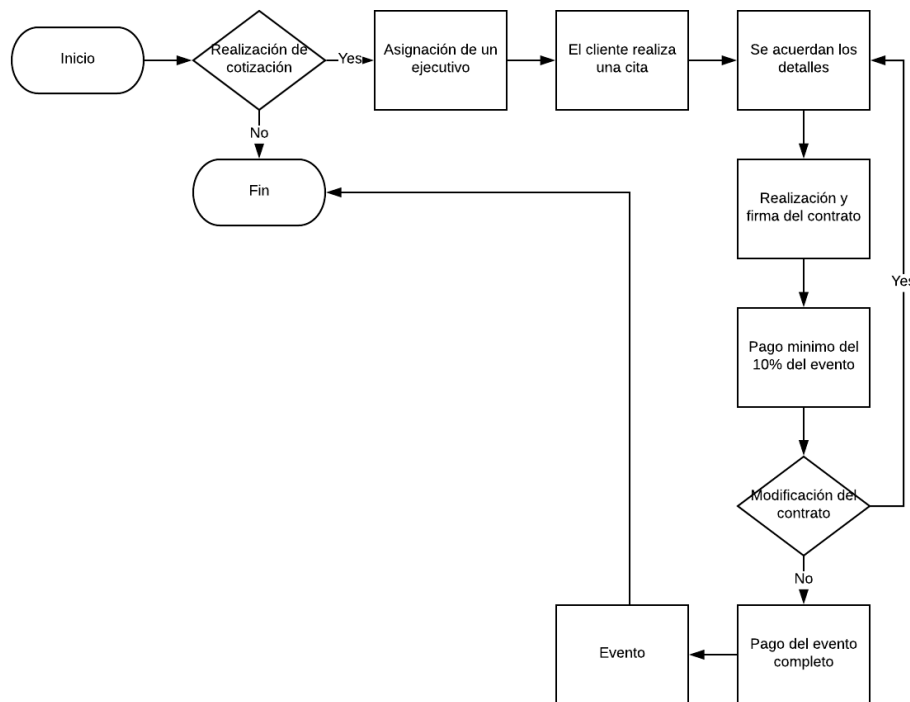 Inicio
Realización de
cotización
Yes
Asignación de un
ejecutivo
El cliente realiza
una cita
Se acuerdan los
detalles
No
Fin
Realización y
firma del contrato
Yes
Pago minimo del
10% del evento
Modificación del
contrato
No
Pago del evento
completo
Evento